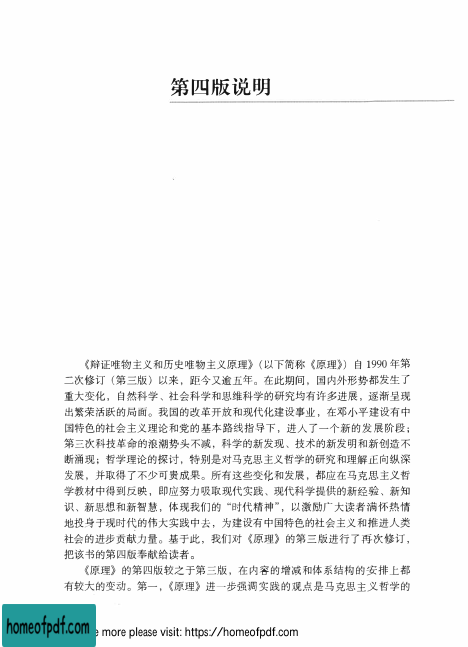 第四版说明
《辩证唯物主义和历史唯物主义原理》（以下简称《原理》）自 1990 年第
二次修订（第三版）以来，距今又逾五年。在此期间，国内外形势都发生了
重大变化，自然科学、社会科学和思维科学的研究均有许多进展，逐渐呈现
出繁荣活跃的局面。我国的改革开放和现代化建设事业，在邓小平建设有中
国特色的社会主义理论和党的基本路线指导下，进入了一个新的发展阶段；
第三次科技革命的浪潮势头不减，科学的新发现、技术的新发明和新创造不
断涌现；哲学理论的探讨，特别是对马克思主义哲学的研究和理解正向纵深
发展，并取得了不少可贵成果。所有这些变化和发展，都应在马克思主义哲
学教材中得到反映，即应努力吸取现代实践、现代科学提供的新经验、新知
识、新思想和新智慧，体现我们的“时代精神”，以激励广大读者满怀热情
地投身于现时代的伟大实践中去，为建设有中国特色的社会主义和推进人类
社会的进步贡献力量。基于此，我们对《原理》的第三版进行了再次修订，
把该书的第四版奉献给读者。
《原理》的第四版较之于第三版，在内容的增减和体系结构的安排上都
有较大的变动。第一，《原理》进一步强调实践的观点是马克思主义哲学的
homeofpdf.com
e more please visit: https://homeofpdf.com